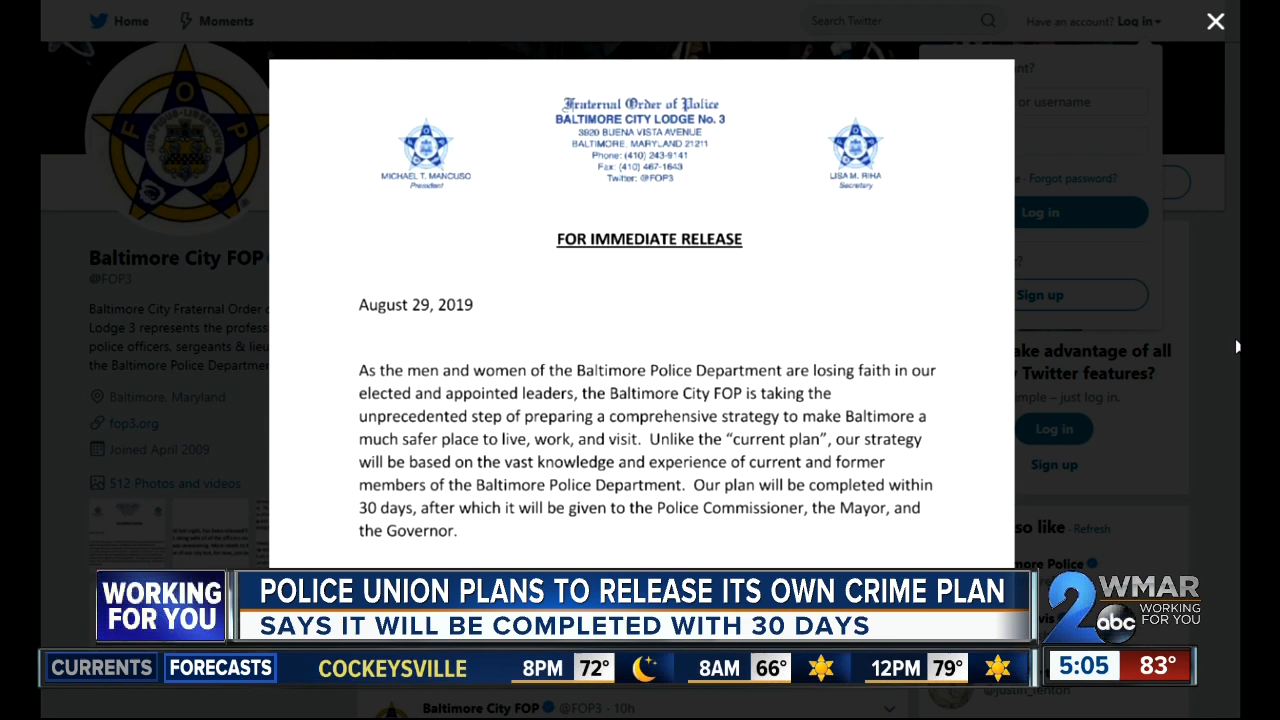 Home
Moments
Search Twitter
Have an account? Log in
or username
Forgot password?
Log in
Sign up
Baltimore City FOP
@FOP3
Baltimore City Fraternal Order
Lodge 3 represents the
police officers, sergeants &
the Baltimore Police
Baltimore, Maryland
fop3.org
Joined April 2009
512 Photos and videos
advantage of all
Twitter features?
– just log in.
Log in
Sign up
like · Refresh
Fraternal Order of Police
BALTIMORE CITY LODGE No. 3
3920 BUENA VISTA AVENUE
BALTIMORE, MARYLAND 21211
Phone: (410) 243-9141
Fax: (410) 467-1643
Twitter: @FOP3
MICHAEL T. MANCUSO
President
LISA M. RIHA
Secretary
FOR IMMEDIATE RELEASE
August 29, 2019
As the men and women of the Baltimore Police Department are losing faith in our
elected and appointed leaders, the Baltimore City FOP is taking the
unprecedented step of preparing a comprehensive strategy to make Baltimore a
much safer place to live, work, and visit. Unlike the “current plan”, our strategy
will be based on the vast knowledge and experience of current and former
members of the Baltimore Police Department. Our plan will be completed within
30 days, after which it will be given to the Police Commissioner, the Mayor, and
the Governor.
WORKING
FOR YOU
POLICE UNION PLANS TO RELEASE ITS OWN CRIME PLAN
SAYS IT WILL BE COMPLETED WITH 30 DAYS
2 WMAR
abc
WORKING
FOR YOU
CURRENTS FORECASTS COCKEYSVILLE 8PM 72° 8AM 66° 12PM 79°
5:05 83°
Baltimore City FOP @FOP3 · 10h